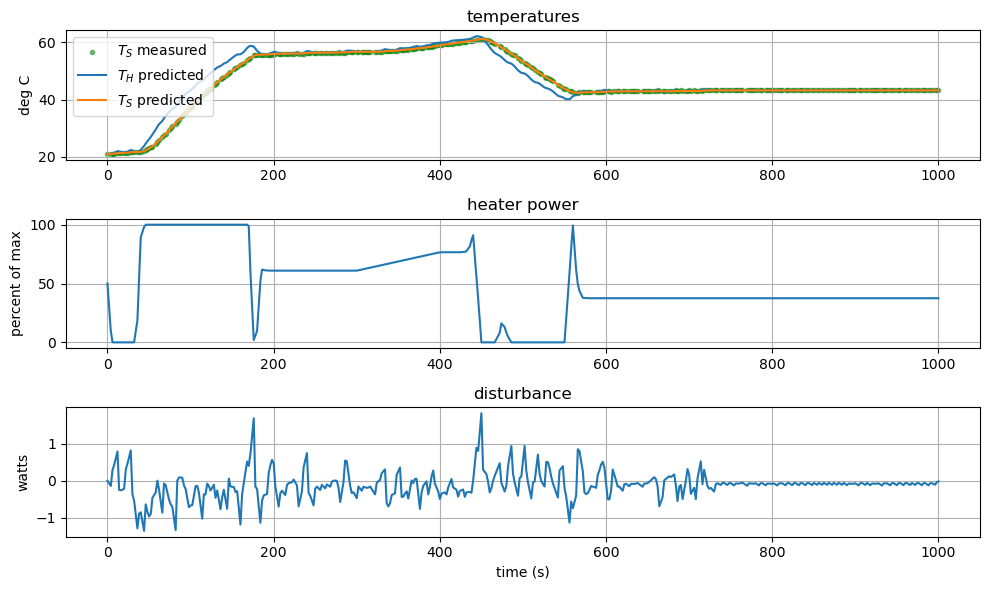 temperatures
60
40
20
deg C
T_S measured
T_H predicted
T_S predicted
0 200 400 600 800 1000
heater power
100
50
0
percent of max
0 200 400 600 800 1000
disturbance
1
0
−1
watts
0 200 400 600 800 1000
time (s)